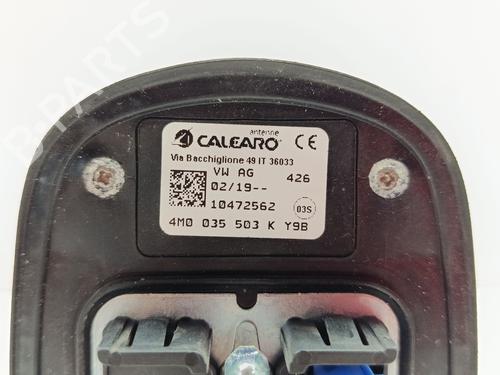 antenne
CALEARO CE
Via Bacchiglione 49 IT 36033
VW AG 426
02/19--
10472562 03S
4M0 035 503 K Y9B
B-PARTS